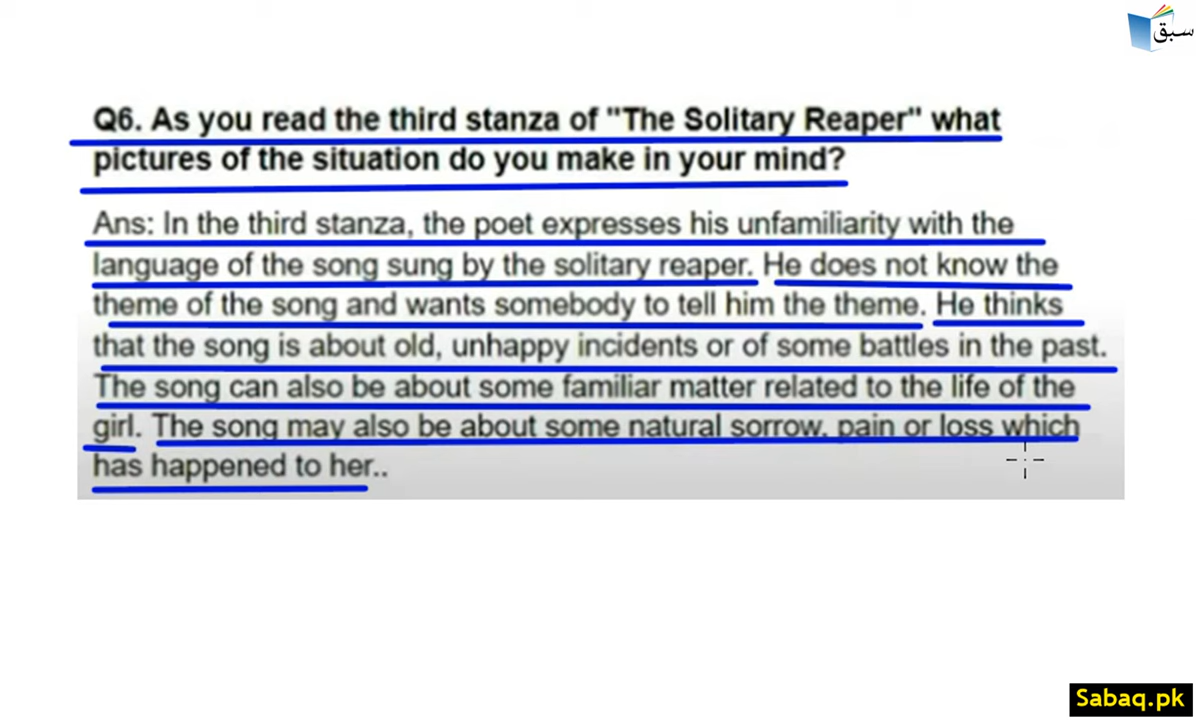 سبق
Q6. As you read the third stanza of "The Solitary Reaper" what
pictures of the situation do you make in your mind?
Ans: In the third stanza, the poet expresses his unfamiliarity with the
language of the song sung by the solitary reaper. He does not know the
theme of the song and wants somebody to tell him the theme. He thinks
that the song is about old, unhappy incidents or of some battles in the past.
The song can also be about some familiar matter related to the life of the
girl. The song may also be about some natural sorrow, pain or loss which
has happened to her..
Sabaq.pk